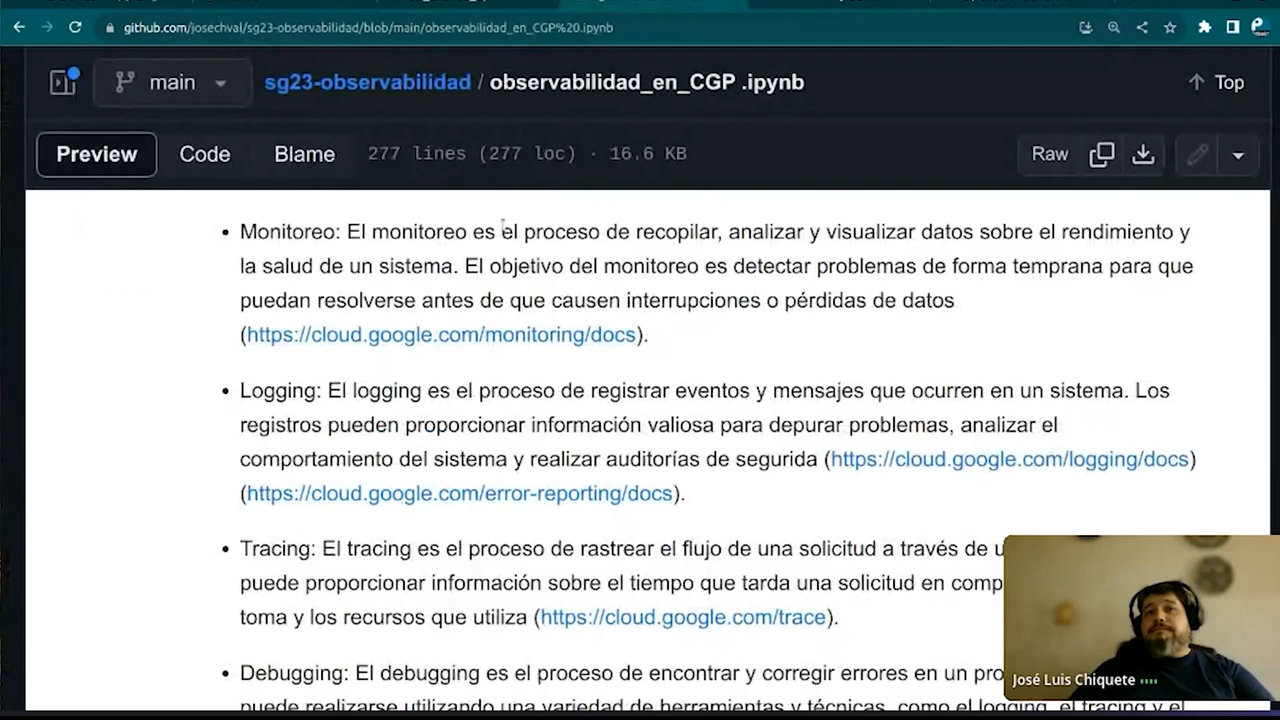 github.com/josechval/sg23-observabilidad/blob/main/observabilidad_en_CGP%20.ipynb
main sg23-observabilidad / observabilidad_en_CGP .ipynb Top
Preview Code Blame 277 lines (277 loc) · 16.6 KB Raw
• Monitoreo: El monitoreo es el proceso de recopilar, analizar y visualizar datos sobre el rendimiento y
la salud de un sistema. El objetivo del monitoreo es detectar problemas de forma temprana para que
puedan resolverse antes de que causen interrupciones o pérdidas de datos
(https://cloud.google.com/monitoring/docs).
• Logging: El logging es el proceso de registrar eventos y mensajes que ocurren en un sistema. Los
registros pueden proporcionar información valiosa para depurar problemas, analizar el
comportamiento del sistema y realizar auditorías de segurida (https://cloud.google.com/logging/docs)
(https://cloud.google.com/error-reporting/docs).
• Tracing: El tracing es el proceso de rastrear el flujo de una solicitud a través de
puede proporcionar información sobre el tiempo que tarda una solicitud en comp
toma y los recursos que utiliza (https://cloud.google.com/trace).
• Debugging: El debugging es el proceso de encontrar y corregir errores en un pro
puede realizarse utilizando una variedad de herramientas y técnicas, como el logging, el tracing y el
José Luis Chiquete